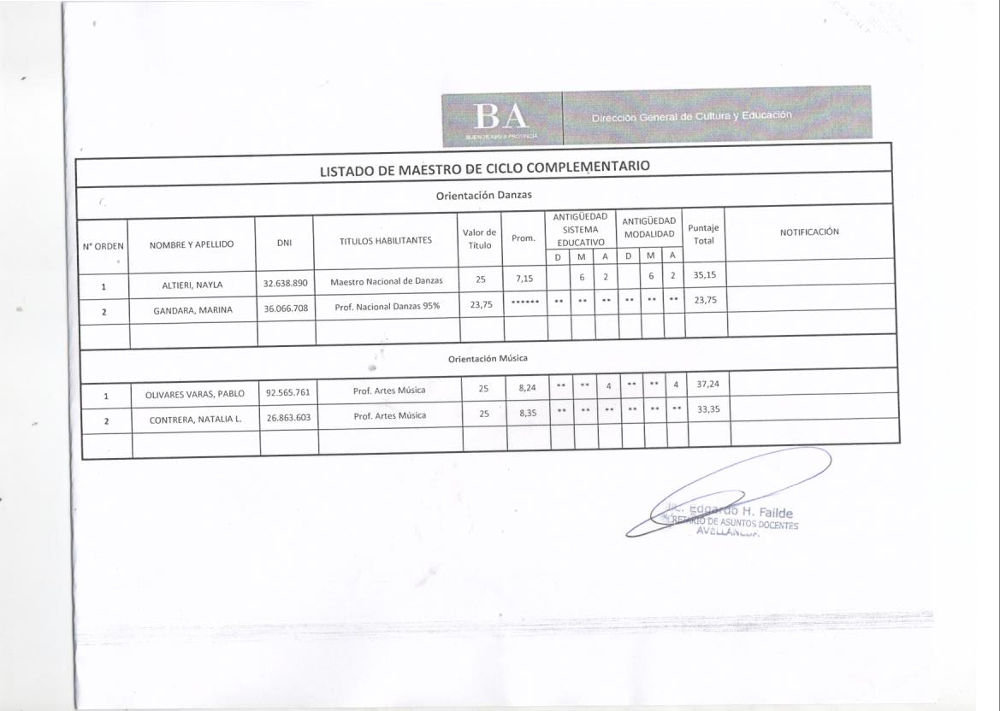 BA
BUENOS AIRES PROVINCIA
Dirección General de Cultura y Educación
LISTADO DE MAESTRO DE CICLO COMPLEMENTARIO
Orientación Danzas
N° ORDEN NOMBRE Y APELLIDO DNI TITULOS HABILITANTES Valor de Título Prom. ANTIGÜEDAD SISTEMA EDUCATIVO ANTIGÜEDAD MODALIDAD Puntaje Total NOTIFICACIÓN
D M A D M A
1 ALTIERI, NAYLA 32.638.890 Maestro Nacional de Danzas 25 7,15 6 2 6 2 35,15
2 GANDARA, MARINA 36.066.708 Prof. Nacional Danzas 95% 23,75 ****** ** ** ** ** ** ** 23,75
Orientación Música
1 OLIVARES VARAS, PABLO 92.565.761 Prof. Artes Música 25 8,24 ** ** 4 ** ** 4 37,24
2 CONTRERA, NATALIA L. 26.863.603 Prof. Artes Música 25 8,35 ** ** ** ** ** ** 33,35
Edgardo H. Failde
DE ASUNTOS DOCENTES